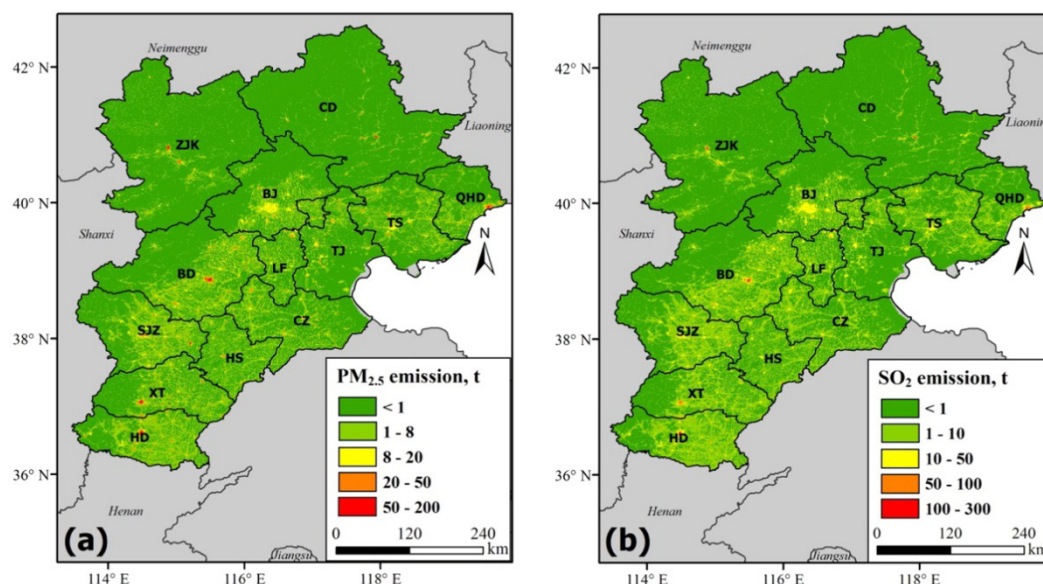 (a)
Neimenggu
Liaoning
Shanxi
Henan
Jiangsu
CD
ZJK
BJ
QHD
TS
TJ
LF
BD
CZ
SJZ
HS
XT
HD
N
42° N
40° N
38° N
36° N
114° E
116° E
118° E
PM2.5 emission, t
< 1
1 - 8
8 - 20
20 - 50
50 - 200
0 120 240
km
(b)
Neimenggu
Liaoning
Shanxi
Henan
Jiangsu
CD
ZJK
BJ
QHD
TS
TJ
LF
BD
CZ
SJZ
HS
XT
HD
N
42° N
40° N
38° N
36° N
114° E
116° E
118° E
SO2 emission, t
< 1
1 - 10
10 - 50
50 - 100
100 - 300
0 120 240
km